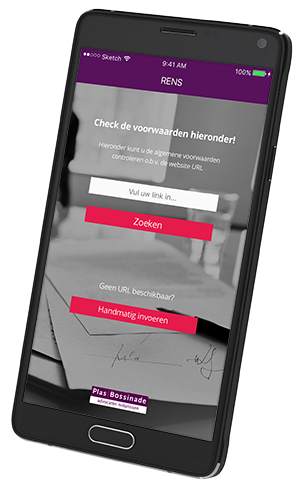 Sketch 9:41 AM 100%
RENS
Check de voorwaarden hieronder!
Hieronder kunt u de algemene voorwaarden
controleren o.b.v. de website URL
Vul uw link in...
Zoeken
Geen URL beschikbaar?
Handmatig invoeren
Plas Bossinade
advocaten notarissen